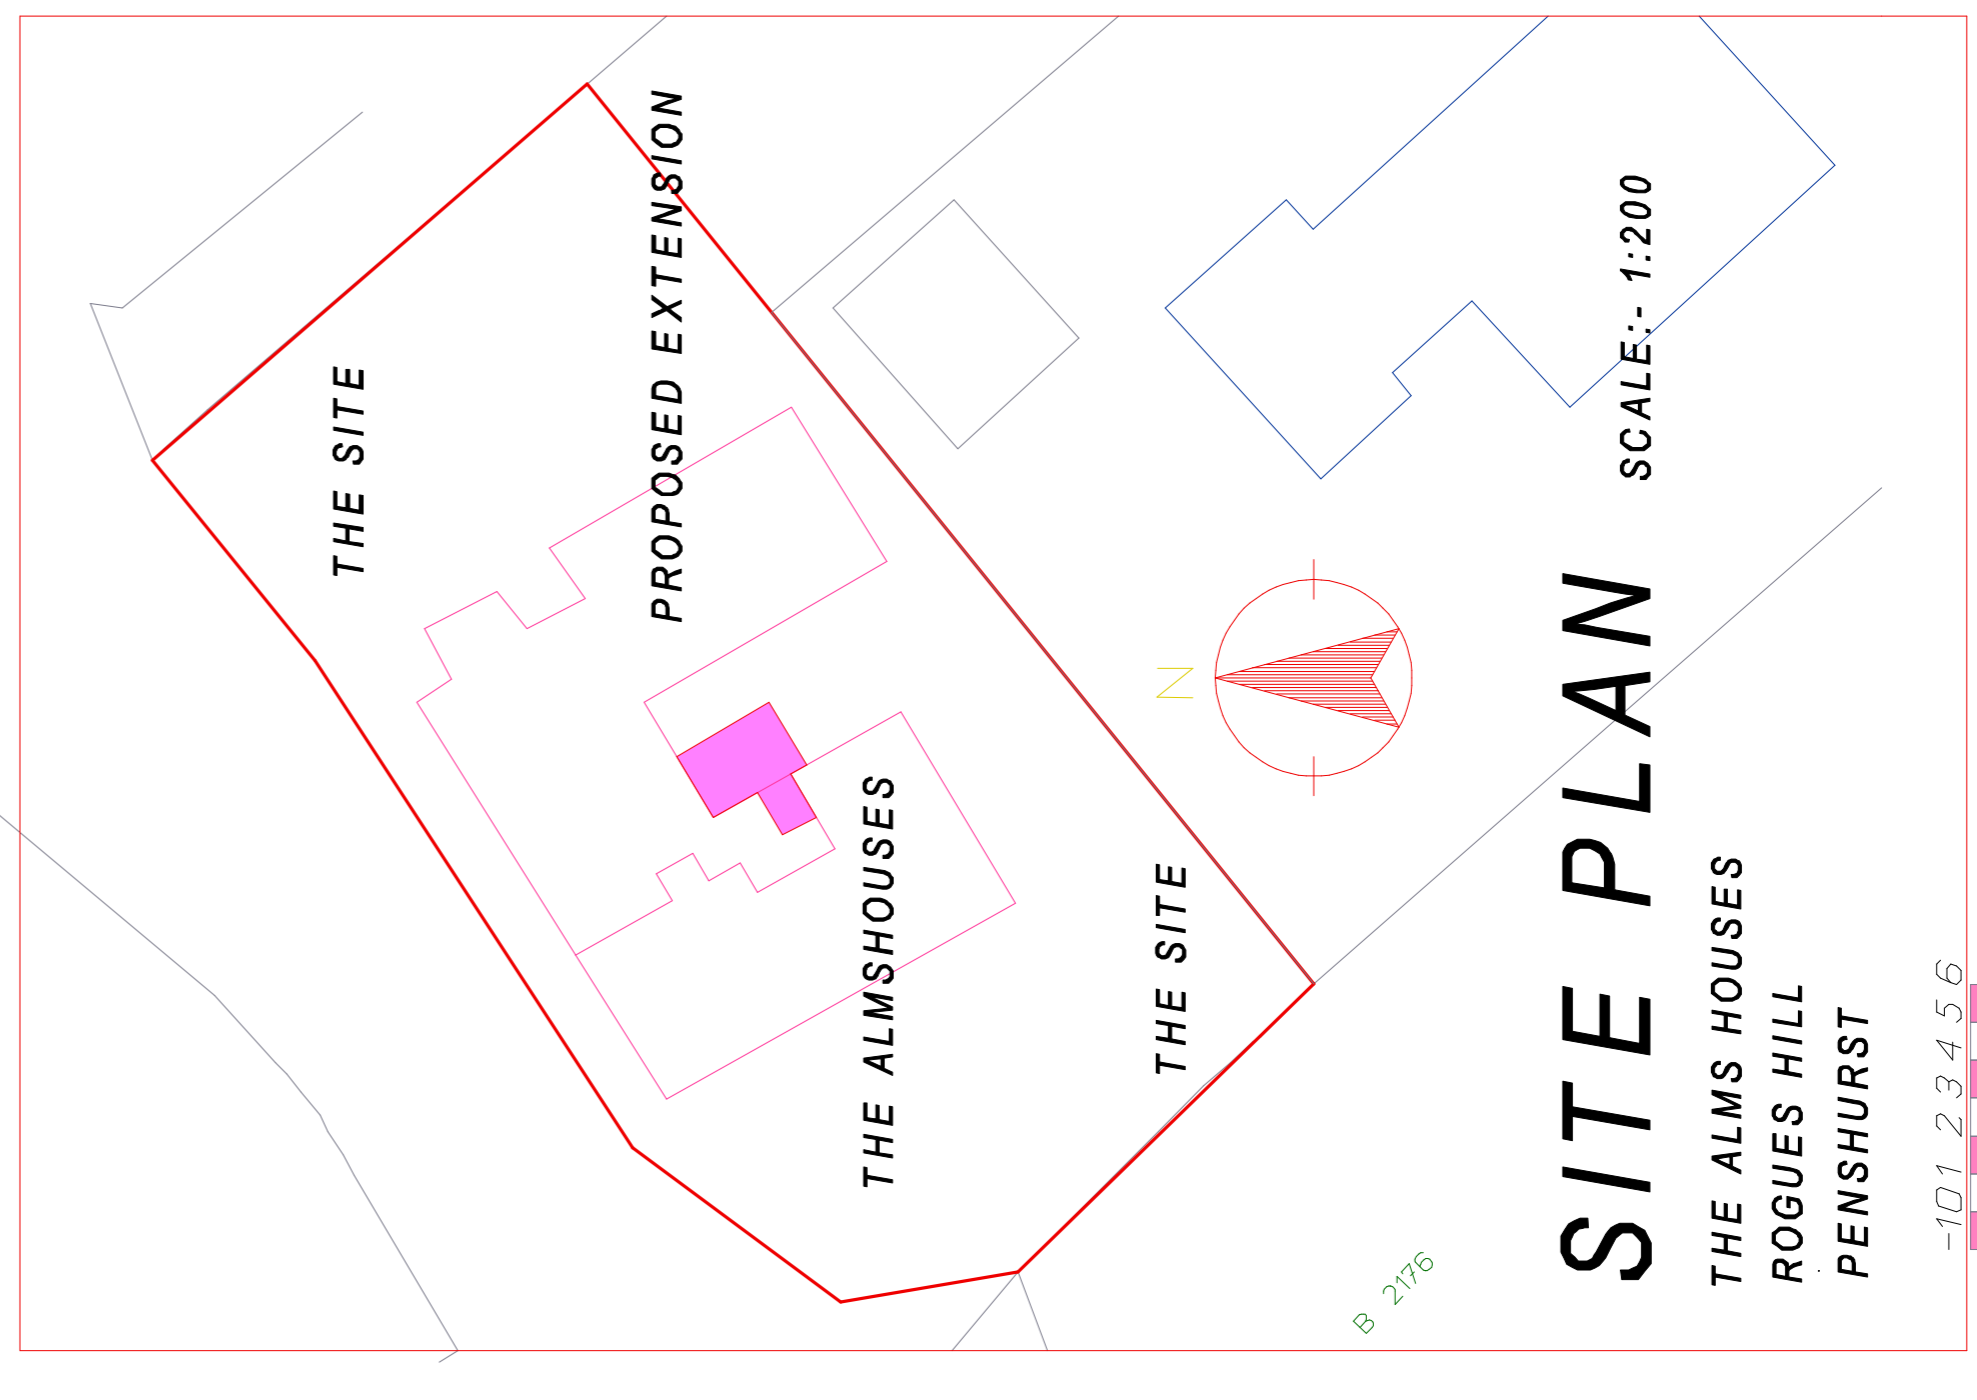 THE SITE
PROPOSED EXTENSION
THE ALMSHOUSES
THE SITE
N
B 2176
SITE PLAN SCALE:- 1:200
THE ALMS HOUSES
ROGUES HILL
PENSHURST
-101 2 3 4 5 6